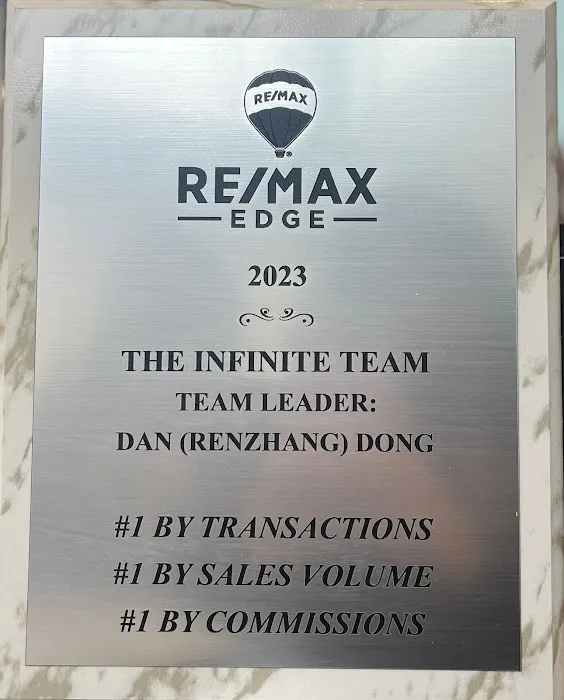 RE/MAX
RE/MAX
EDGE
2023
THE INFINITE TEAM
TEAM LEADER:
DAN (RENZHANG) DONG
#1 BY TRANSACTIONS
#1 BY SALES VOLUME
#1 BY COMMISSIONS